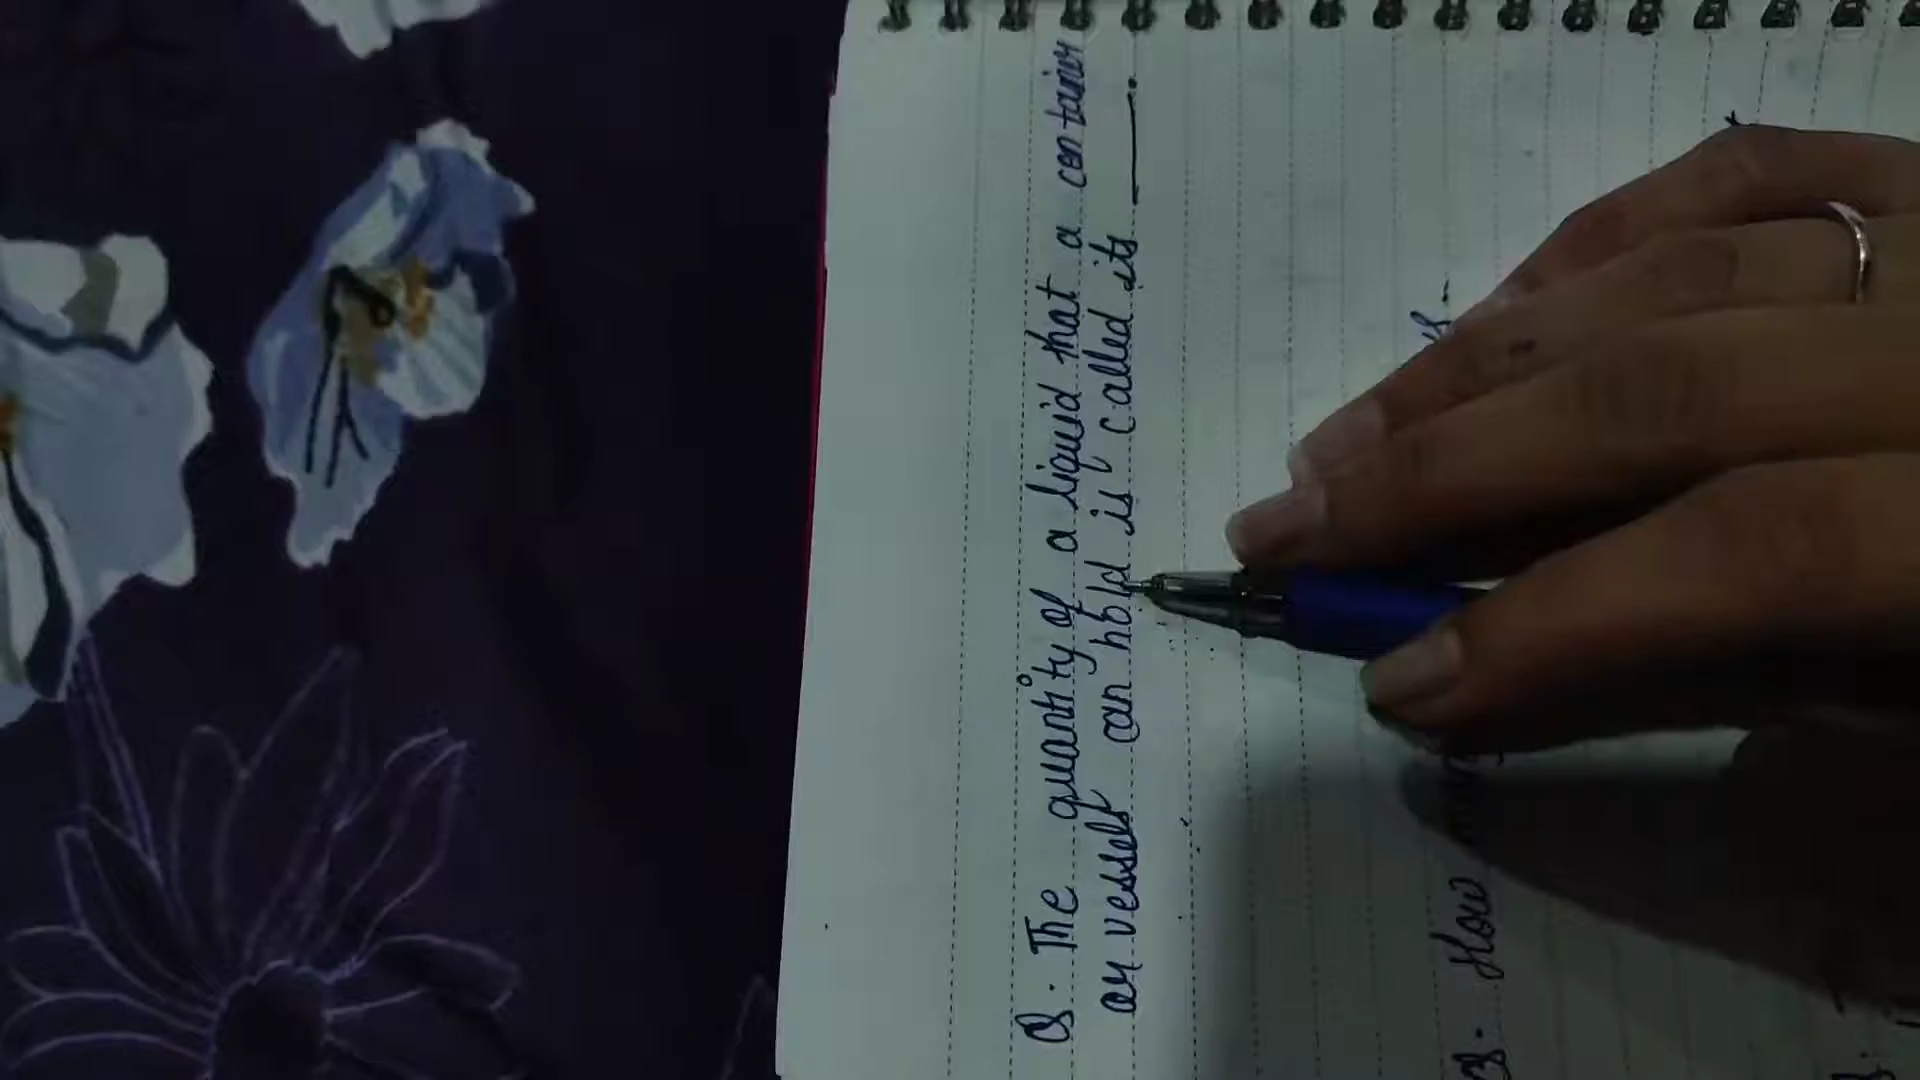 Q. The quantity of a liquid that a container
or vessel can hold is called its ____.
Q. How